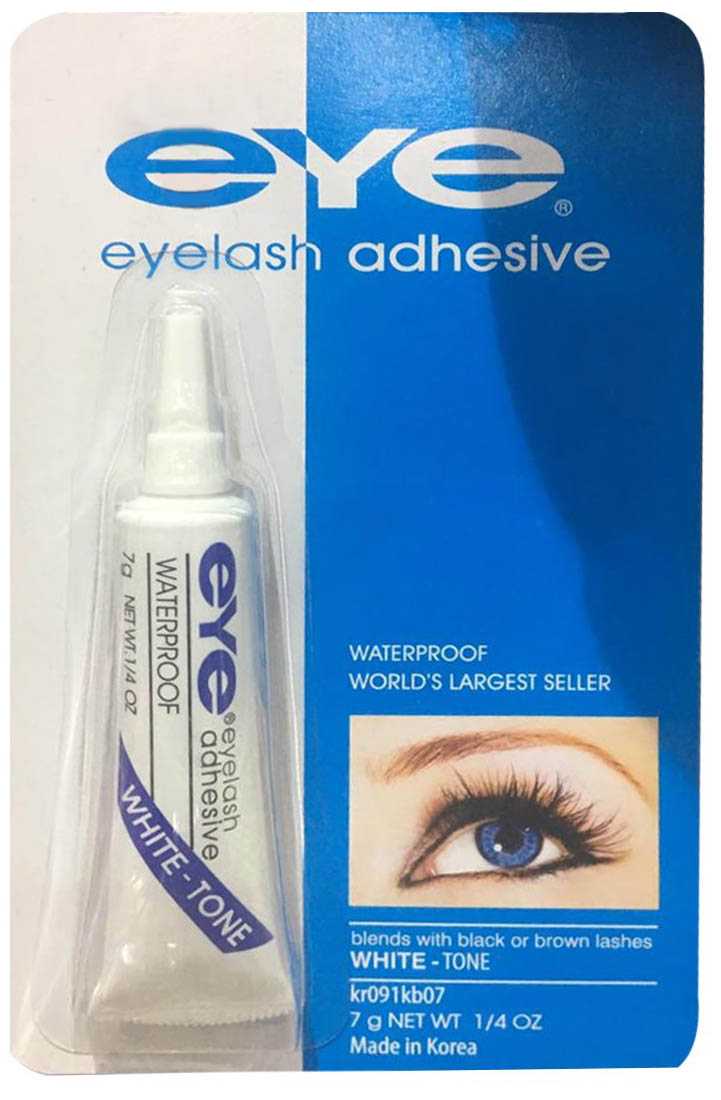 eye®
eyelash adhesive
eye® eyelash
adhesive
WATERPROOF
7g NET WT. 1/4 OZ
WHITE - TONE
WATERPROOF
WORLD'S LARGEST SELLER
blends with black or brown lashes
WHITE - TONE
kr091kb07
7 g NET WT 1/4 OZ
Made in Korea